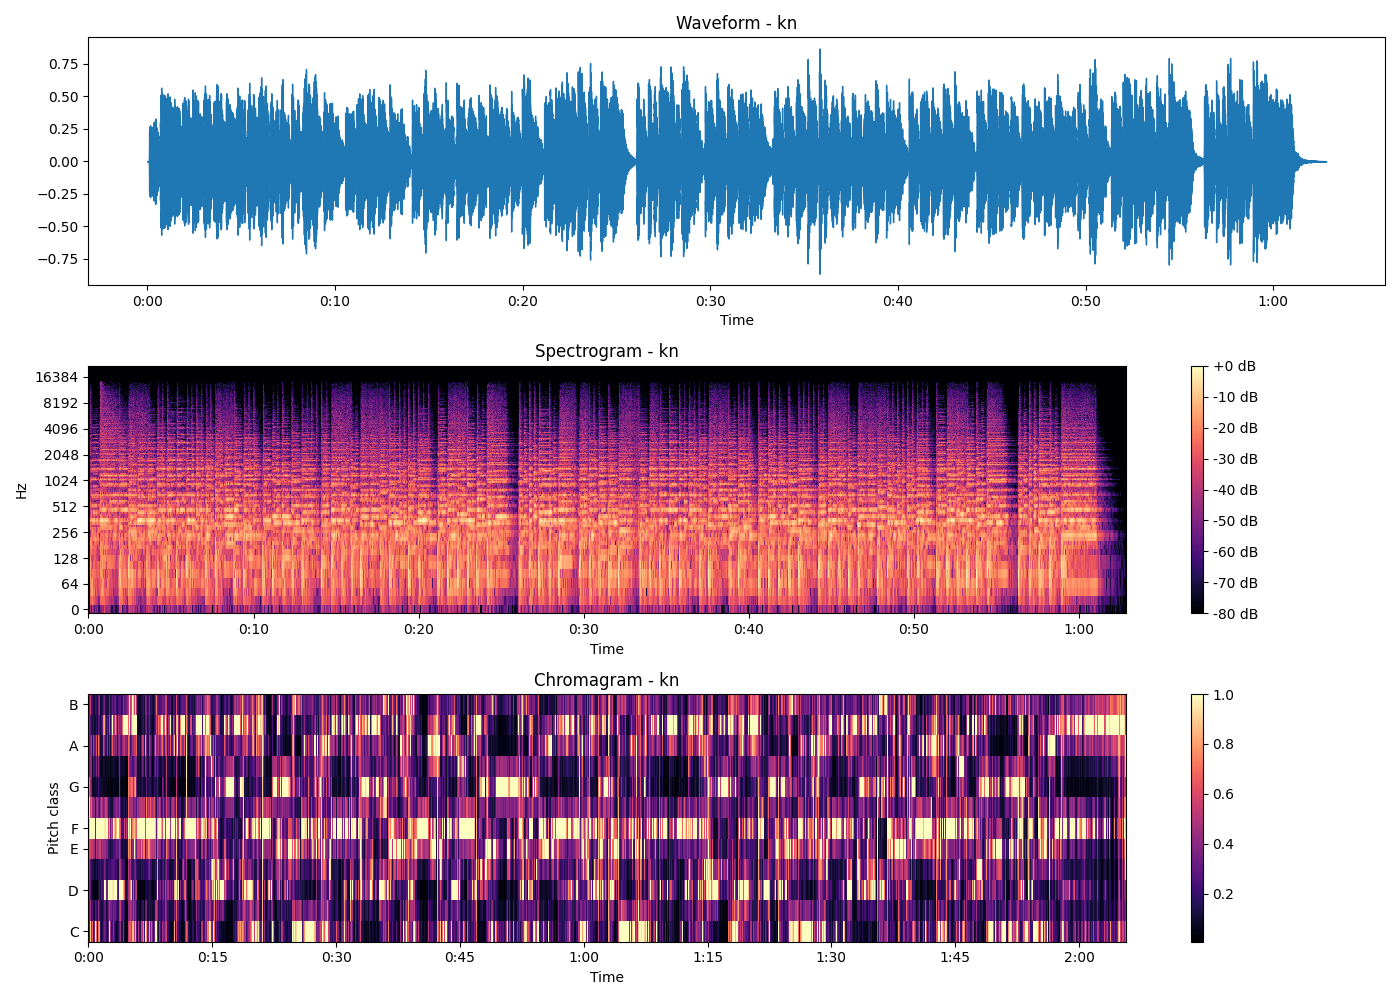 Waveform - kn
0.75
0.50
0.25
0.00
−0.25
−0.50
−0.75
0:00 0:10 0:20 0:30 0:40 0:50 1:00
Time
Spectrogram - kn
Hz
16384
8192
4096
2048
1024
512
256
128
64
0
0:00 0:10 0:20 0:30 0:40 0:50 1:00
Time
+0 dB
-10 dB
-20 dB
-30 dB
-40 dB
-50 dB
-60 dB
-70 dB
-80 dB
Chromagram - kn
Pitch class
B
A
G
F
E
D
C
0:00 0:15 0:30 0:45 1:00 1:15 1:30 1:45 2:00
Time
1.0
0.8
0.6
0.4
0.2